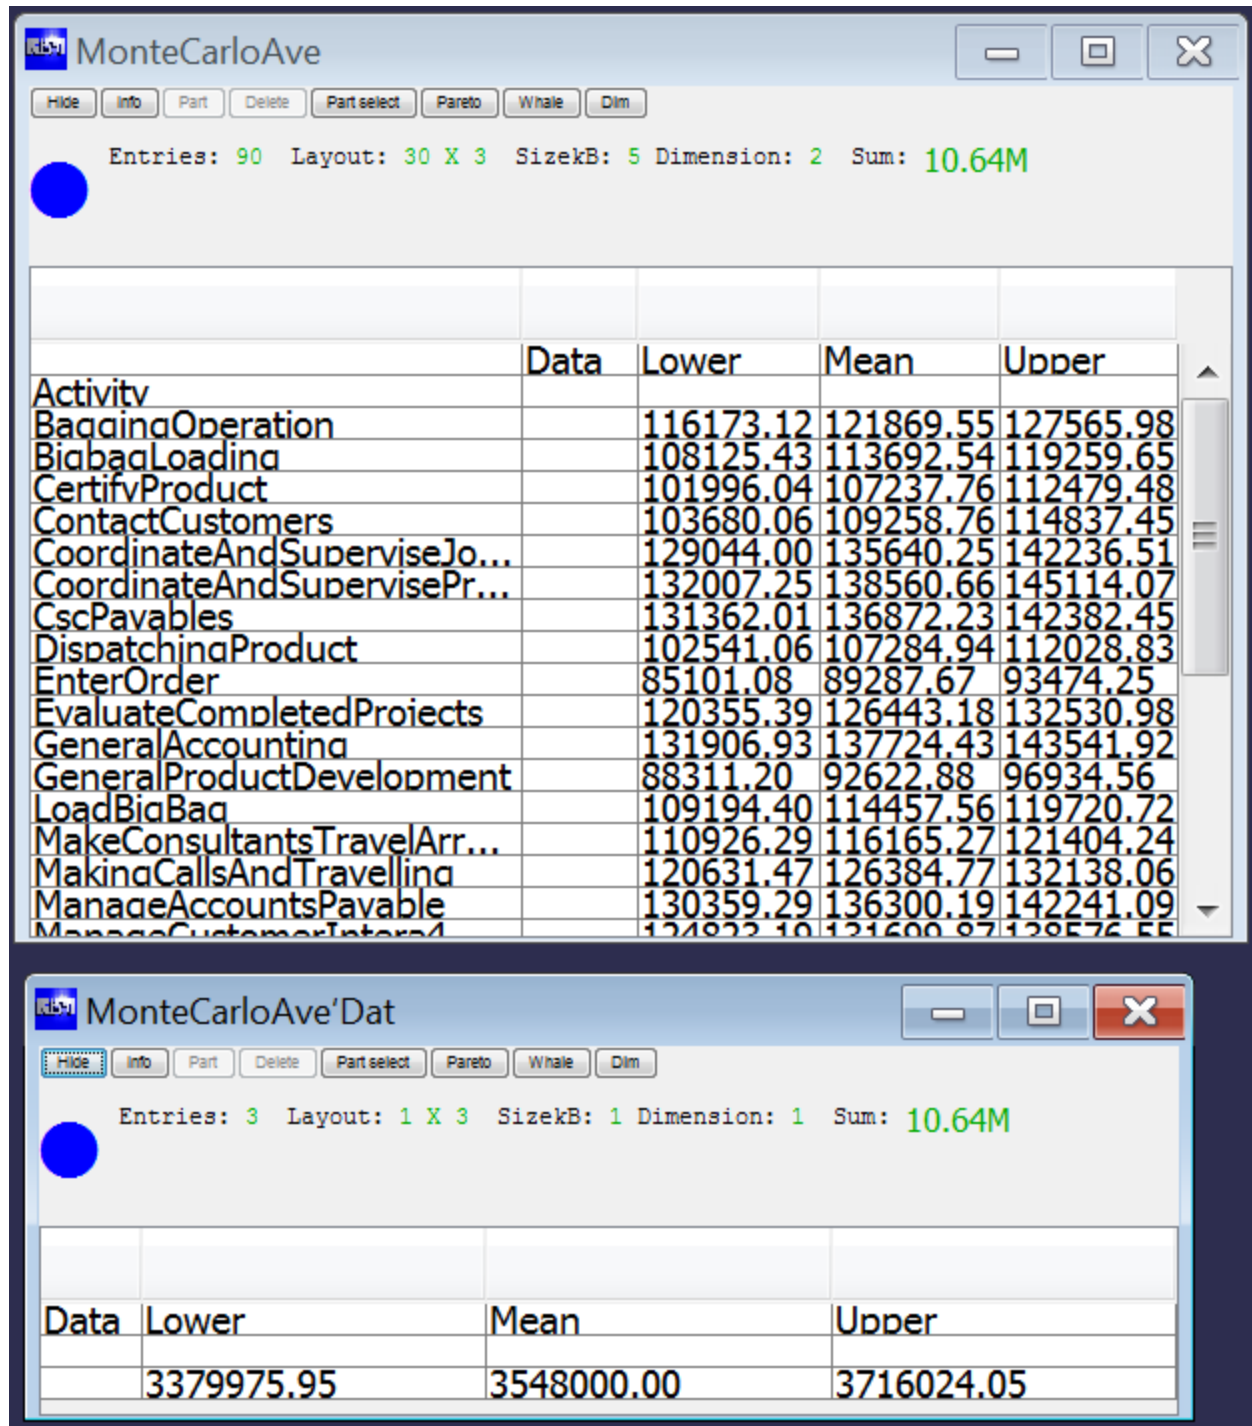 MonteCarloAve
Hide Info Part Delete Part select Pareto Whale Dim
Entries: 90 Layout: 30 X 3 SizekB: 5 Dimension: 2 Sum: 10.64M
Data Lower Mean Upper
Activity
BaggingOperation 116173.12 121869.55 127565.98
BigbagLoading 108125.43 113692.54 119259.65
CertifyProduct 101996.04 107237.76 112479.48
ContactCustomers 103680.06 109258.76 114837.45
CoordinateAndSuperviseJo... 129044.00 135640.25 142236.51
CoordinateAndSupervisePr... 132007.25 138560.66 145114.07
CscPayables 131362.01 136872.23 142382.45
DispatchingProduct 102541.06 107284.94 112028.83
EnterOrder 85101.08 89287.67 93474.25
EvaluateCompletedProjects 120355.39 126443.18 132530.98
GeneralAccounting 131906.93 137724.43 143541.92
GeneralProductDevelopment 88311.20 92622.88 96934.56
LoadBigBag 109194.40 114457.56 119720.72
MakeConsultantsTravelArr... 110926.29 116165.27 121404.24
MakingCallsAndTravelling 120631.47 126384.77 132138.06
ManageAccountsPayable 130359.29 136300.19 142241.09
124823.19 131699.87 138576.55
MonteCarloAve'Dat
Hide Info Part Delete Part select Pareto Whale Dim
Entries: 3 Layout: 1 X 3 SizekB: 1 Dimension: 1 Sum: 10.64M
Data Lower Mean Upper
3379975.95 3548000.00 3716024.05